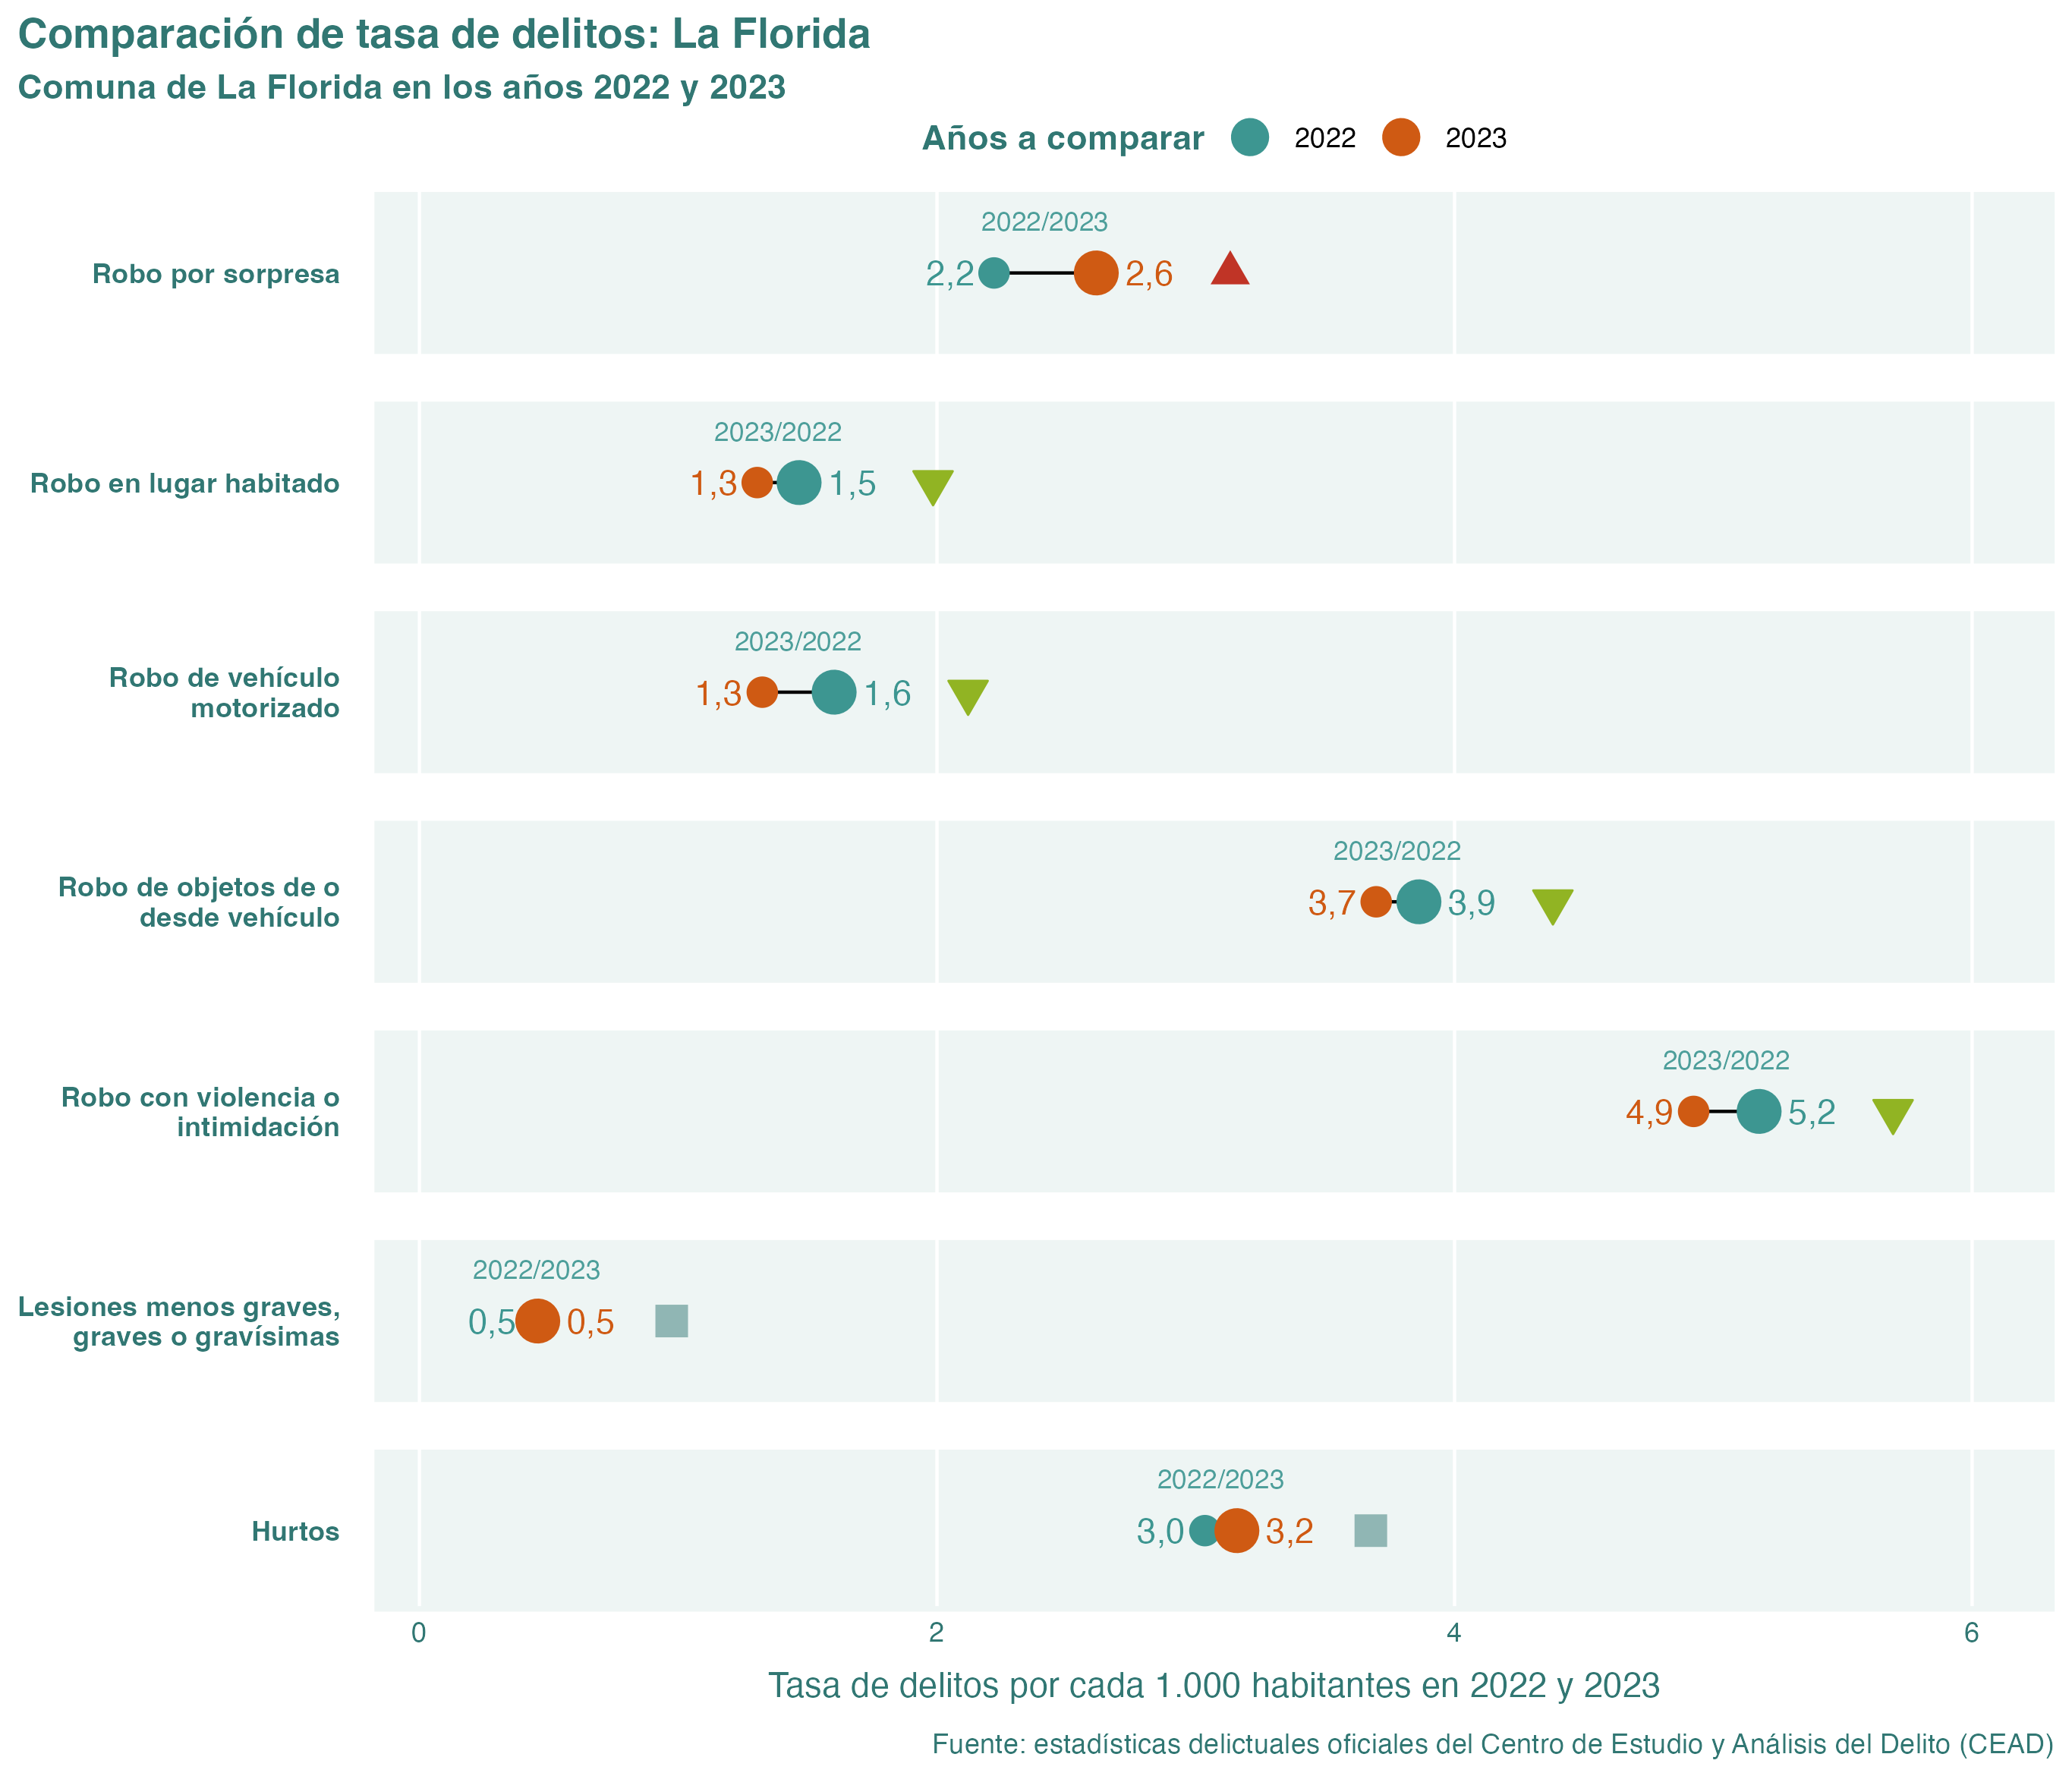 Comparación de tasa de delitos: La Florida
Comuna de La Florida en los años 2022 y 2023
Años a comparar 2022 2023
2022/2023
Robo por sorpresa 2,2 2,6
2023/2022
Robo en lugar habitado 1,3 1,5
2023/2022
Robo de vehículo
motorizado
1,3 1,6
2023/2022
Robo de objetos de o
desde vehículo
3,7 3,9
2023/2022
Robo con violencia o
intimidación
4,9 5,2
2022/2023
Lesiones menos graves,
graves o gravísimas
0,5 0,5
2022/2023
Hurtos 3,0 3,2
0 2 4 6
Tasa de delitos por cada 1.000 habitantes en 2022 y 2023
Fuente: estadísticas delictuales oficiales del Centro de Estudio y Análisis del Delito (CEAD)